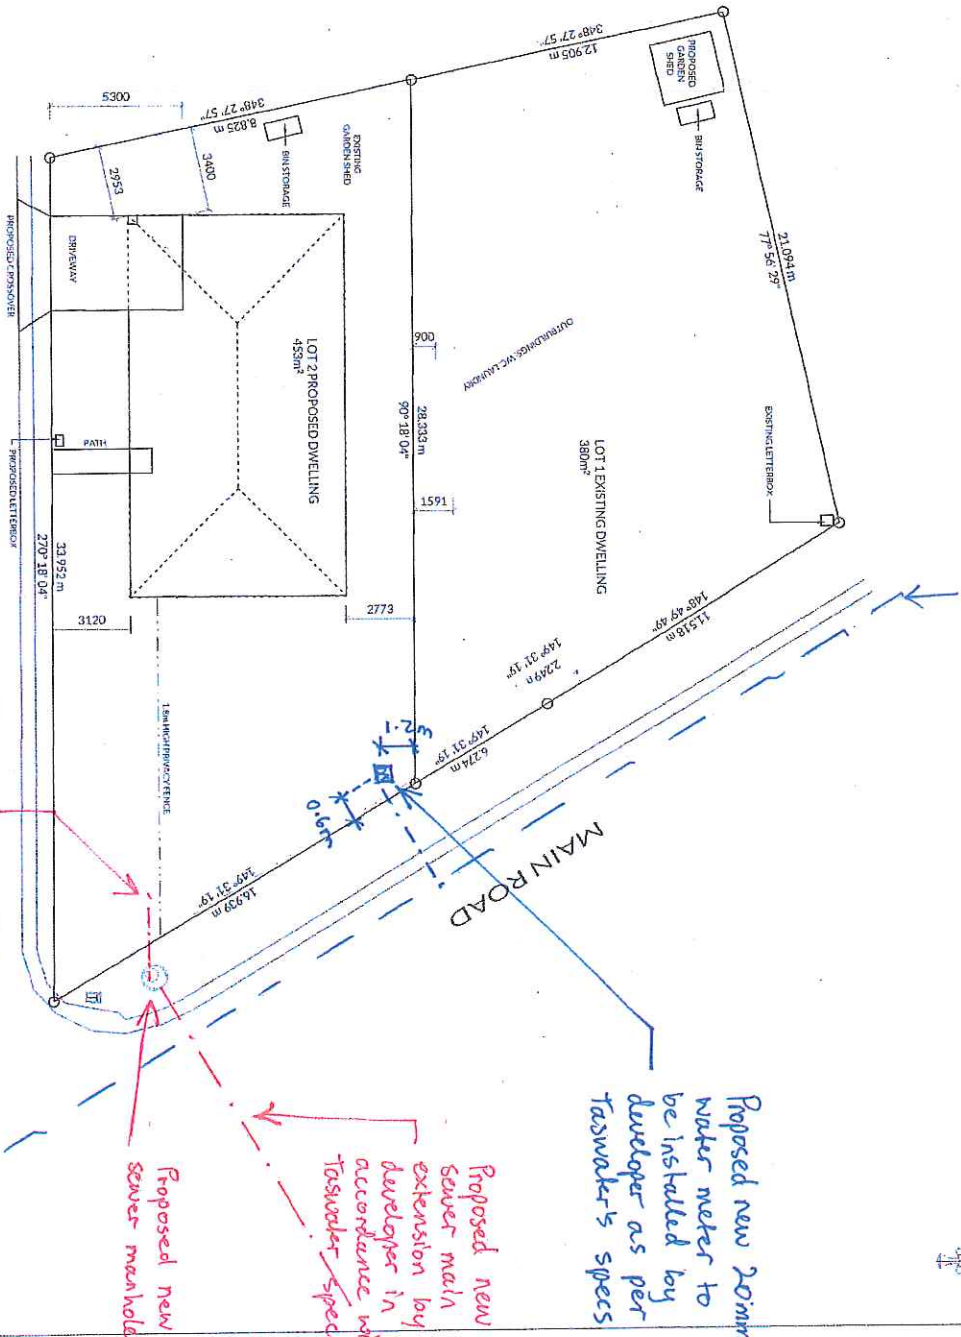 348° 27' 57"
12.905 m
PROPOSED
GARDEN
SHED
BIN STORAGE
21.094 m
77° 56' 29"
5300
348° 27' 57"
8.825 m
3400
2953
BIN STORAGE
EXISTING
GARDEN SHED
OUTBUILDINGS: WC, LAUNDRY
EXISTING LETTERBOX
LOT 1 EXISTING DWELLING
380m²
900
28.333 m
90° 18' 04"
1591
DRIVEWAY
PROPOSED CROSSOVER
LOT 2 PROPOSED DWELLING
453m²
PATH
PROPOSED LETTERBOX
33.952 m
270° 18' 04"
3120
2773
1.8m HIGH PRIVACY FENCE
148° 49' 49"
11.518 m
149° 31' 19"
149° 31' 19"
6.274 m
149° 31' 19"
16.939 m
0.6m
MAIN ROAD
Proposed new 20mm
water meter to
be installed by
developer as per
Taswater's specs
Proposed new
sewer main
extension by
developer in
accordance
Taswater spec
Proposed new
sewer manhole